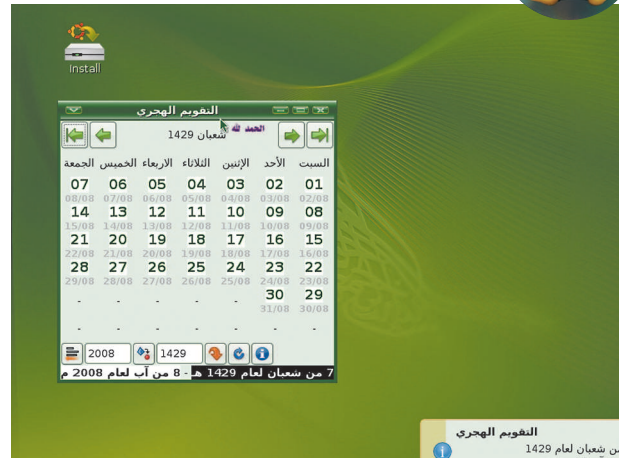 Install
التقويم الهجري
الحمد لله
شعبان 1429
السبت الأحد الإثنين الثلاثاء الاربعاء الخميس الجمعة
01 02 03 04 05 06 07
02/08 03/08 04/08 05/08 06/08 07/08 08/08
08 09 10 11 12 13 14
09/08 10/08 11/08 12/08 13/08 14/08 15/08
15 16 17 18 19 20 21
16/08 17/08 18/08 19/08 20/08 21/08 22/08
22 23 24 25 26 27 28
23/08 24/08 25/08 26/08 27/08 28/08 29/08
29 30 - - - - -
30/08 31/08
- - - - - - -
1429 2008
7 من شعبان لعام 1429 هـ - 8 من آب لعام 2008 م
التقويم الهجري
من شعبان لعام 1429